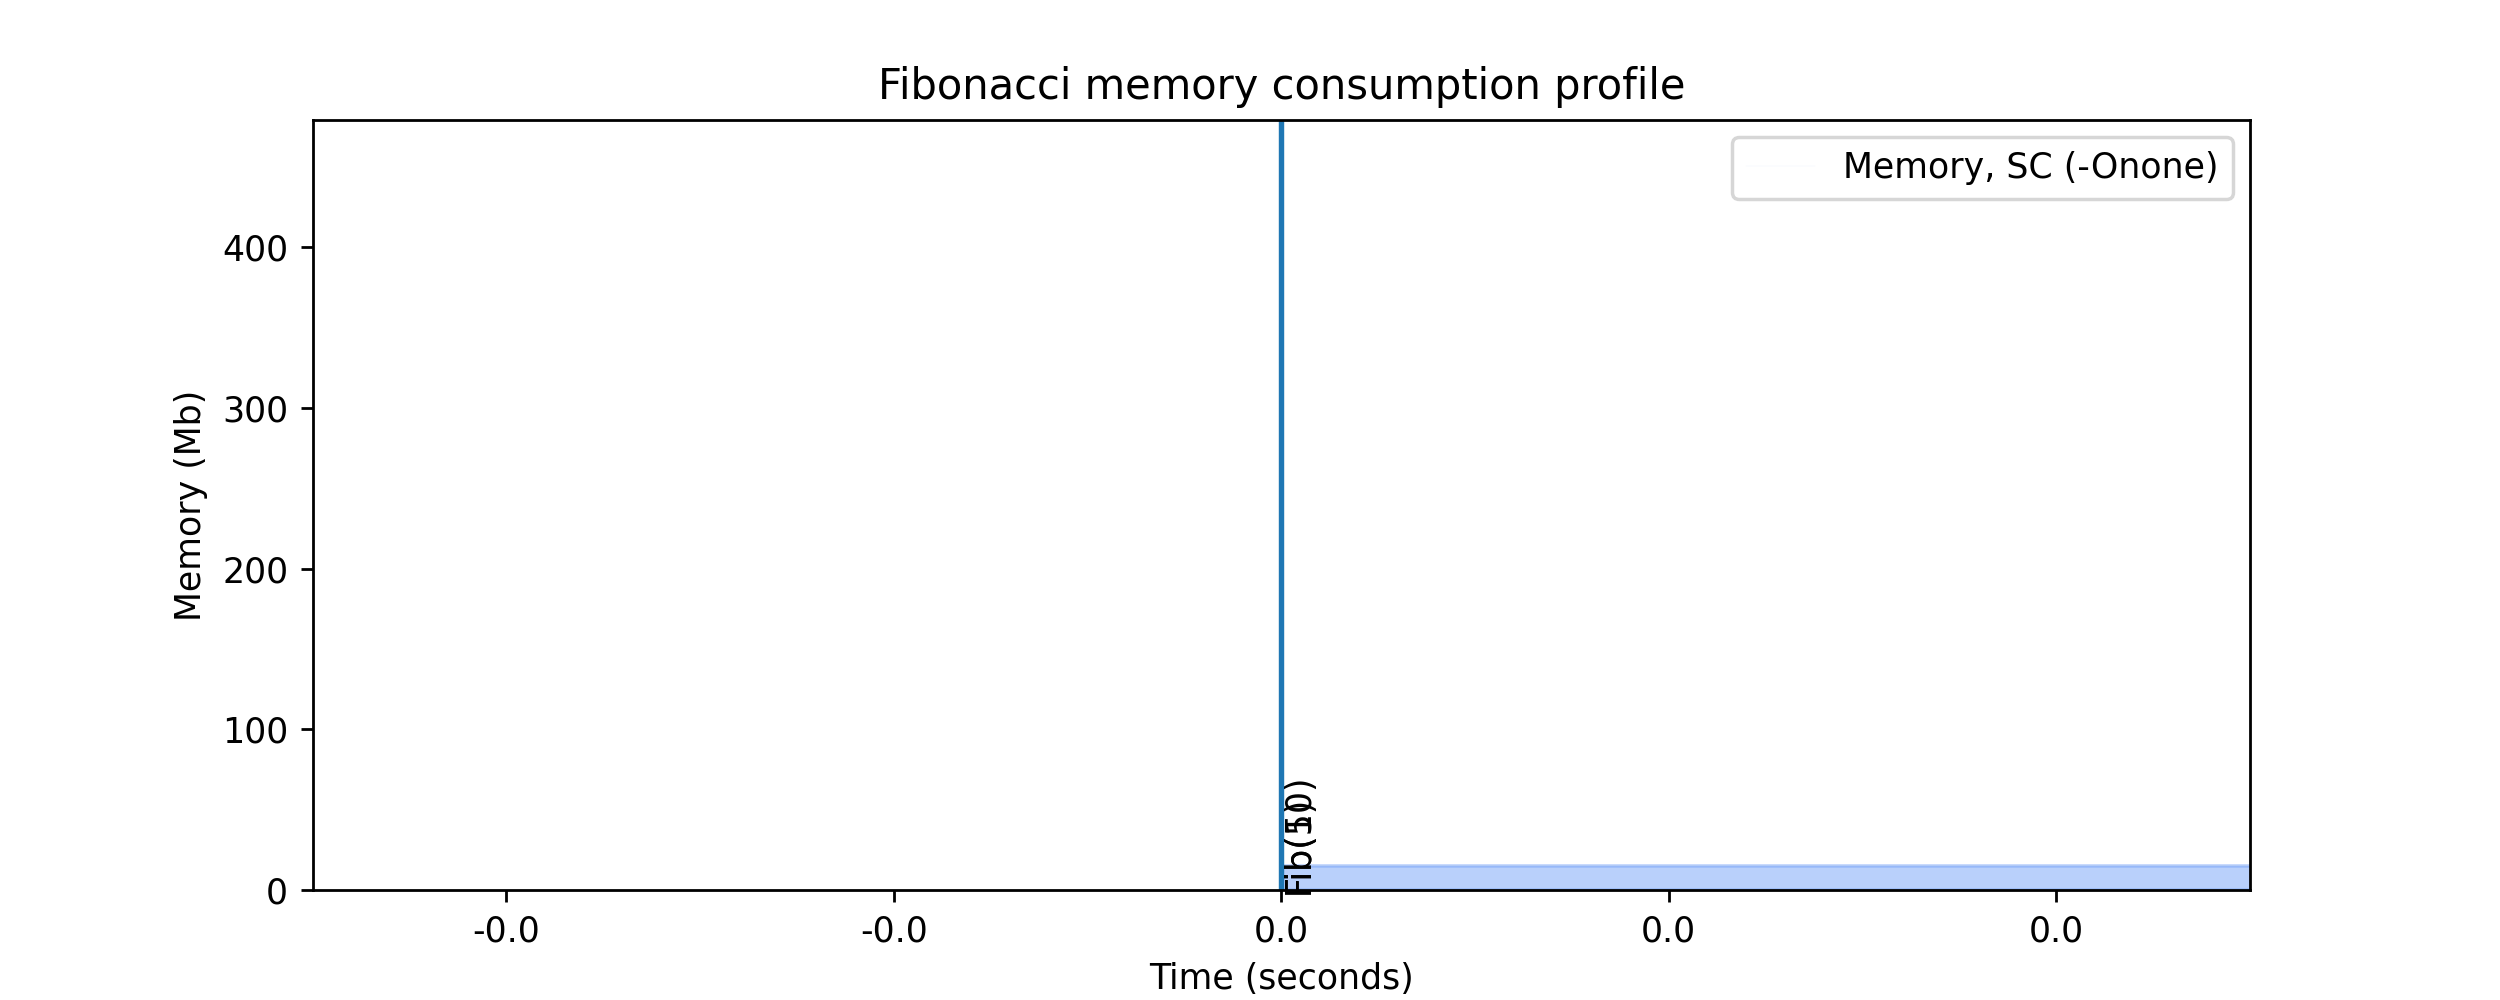 Fibonacci memory consumption profile
Memory, SC (-Onone)
Memory (Mb)
400
300
200
100
0
Fib(
-0.0
-0.0
0.0
0.0
0.0
Time (seconds)